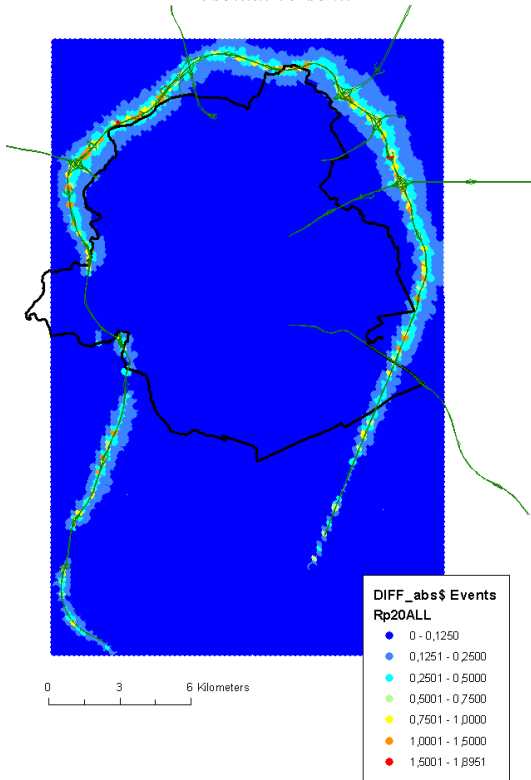 DIFF_abs$ Events
Rp20ALL
0 - 0,1250
0,1251 - 0,2500
0,2501 - 0,5000
0,5001 - 0,7500
0,7501 - 1,0000
1,0001 - 1,5000
1,5001 - 1,8951
0 3 6 Kilometers